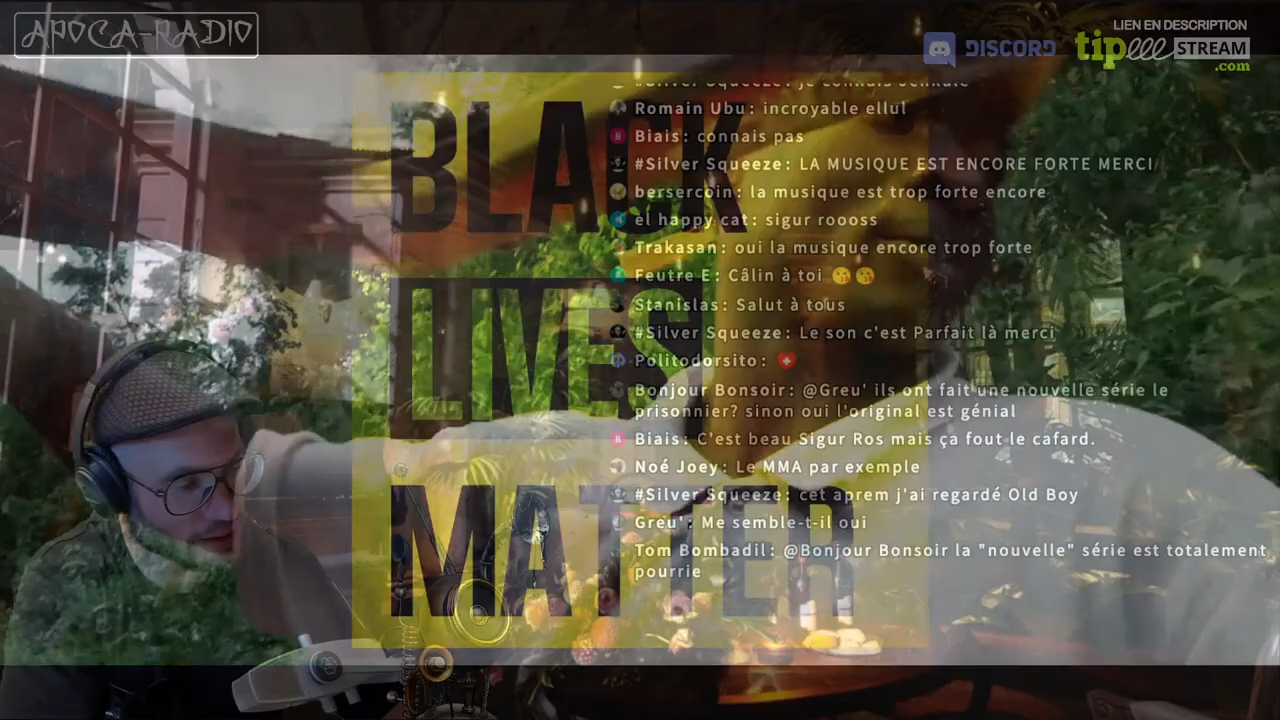 APOCA-RADIO
LIEN EN DESCRIPTION
DISCORD
tipeee STREAM
.com
BLACK
LIVES
MATTER
#Silver Squeeze: je connais
Romain Ubu: incroyable ellul
Biais: connais pas
#Silver Squeeze: LA MUSIQUE EST ENCORE FORTE MERCI
bersercoin: la musique est trop forte encore
el happy cat: sigur roooss
Trakasan: oui la musique encore trop forte
Feutre E: Câlin à toi 😘😘
Stanislas: Salut à tous
#Silver Squeeze: Le son c'est Parfait là merci
Politodorsito:
Bonjour Bonsoir: @Greu' ils ont fait une nouvelle série le
prisonnier? sinon oui l'original est génial
Biais: C'est beau Sigur Ros mais ça fout le cafard.
Noé Joey: Le MMA par exemple
#Silver Squeeze: cet aprem j'ai regardé Old Boy
Greu': Me semble-t-il oui
Tom Bombadil: @Bonjour Bonsoir la "nouvelle" série est totalement
pourrie